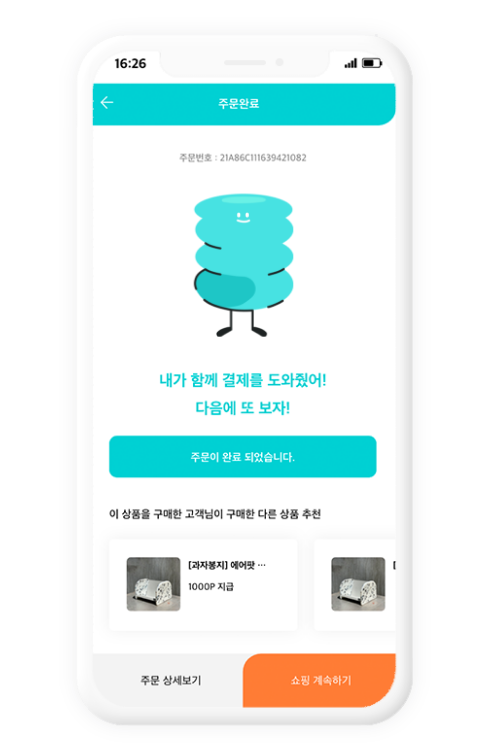 16:26
주문완료
주문번호 : 21A86C111639421082
내가 함께 결제를 도와줬어!
다음에 또 보자!
주문이 완료 되었습니다.
이 상품을 구매한 고객님이 구매한 다른 상품 추천
[과자봉지] 에어팟 ···
1000P 지급
주문 상세보기
쇼핑 계속하기